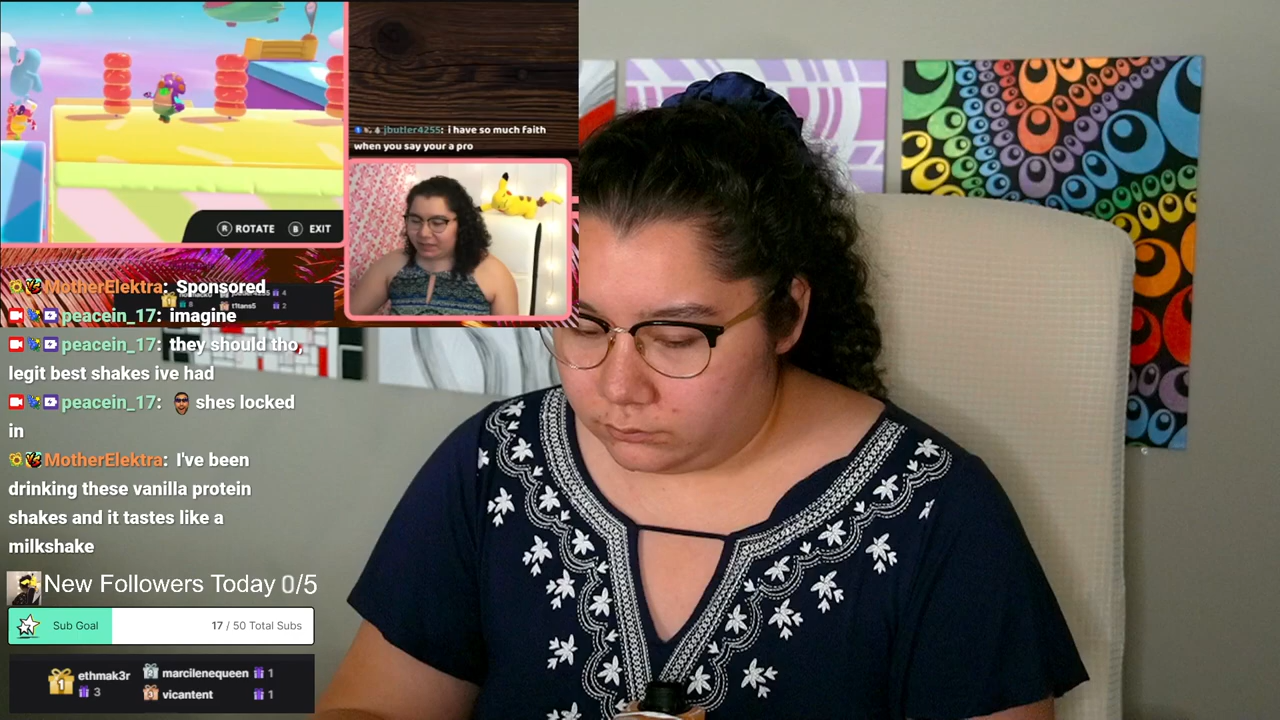 jbutler4255: i have so much faith
when you say your a pro
R ROTATE B EXIT
MotherElektra: Sponsored
peacein_17: imagine
peacein_17: they should tho,
legit best shakes ive had
peacein_17: shes locked
in
MotherElektra: I've been
drinking these vanilla protein
shakes and it tastes like a
milkshake
New Followers Today 0/5
Sub Goal 17 / 50 Total Subs
1 ethmak3r 3
marcilenequeen 1
vicantent 1